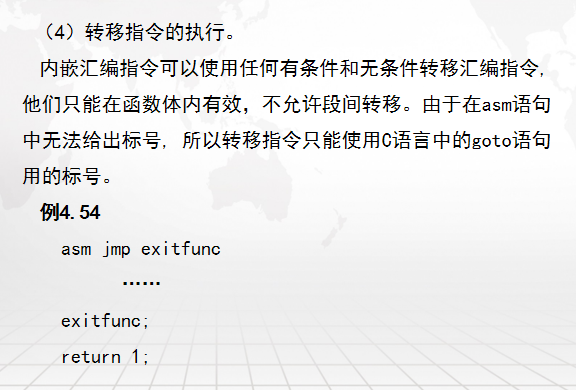 （4）转移指令的执行。
内嵌汇编指令可以使用任何有条件和无条件转移汇编指令,
他们只能在函数体内有效，不允许段间转移。由于在asm语句
中无法给出标号, 所以转移指令只能使用C语言中的goto语句
用的标号。
例4.54
asm jmp exitfunc
……
exitfunc;
return 1;